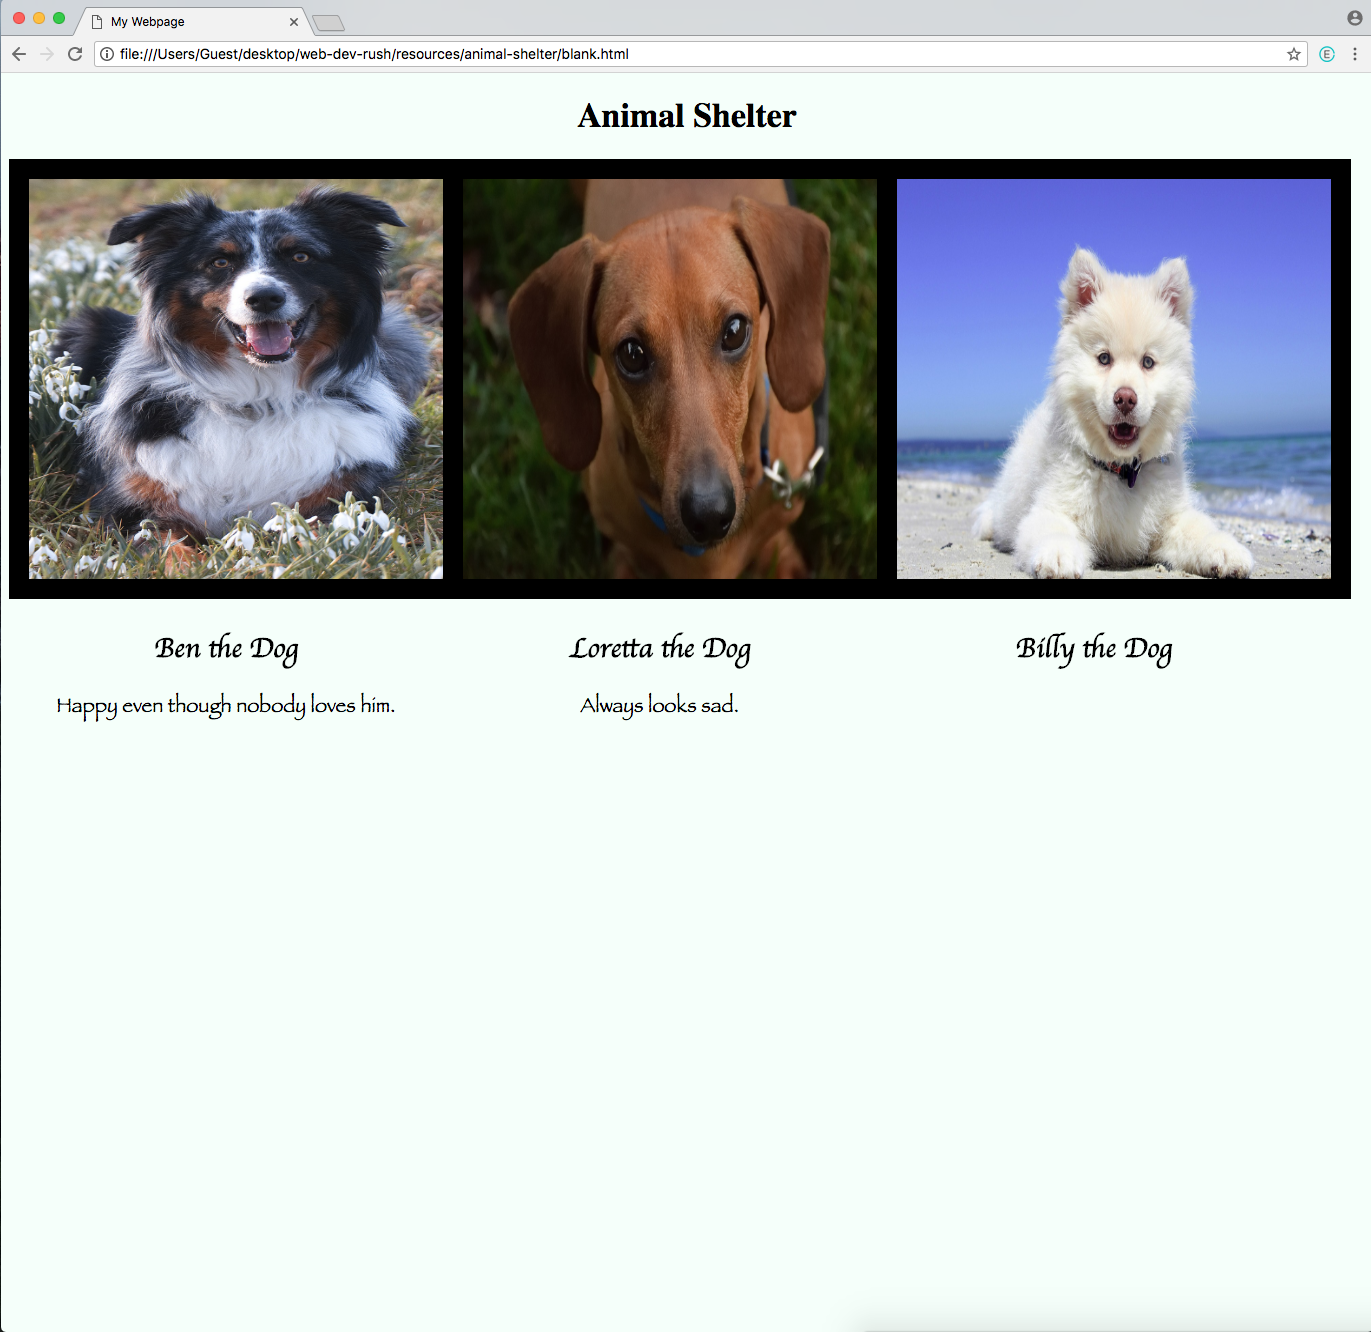 My Webpage
file:///Users/Guest/desktop/web-dev-rush/resources/animal-shelter/blank.html
E
Animal Shelter
Ben the Dog
Loretta the Dog
Billy the Dog
Happy even though nobody loves him.
Always looks sad.